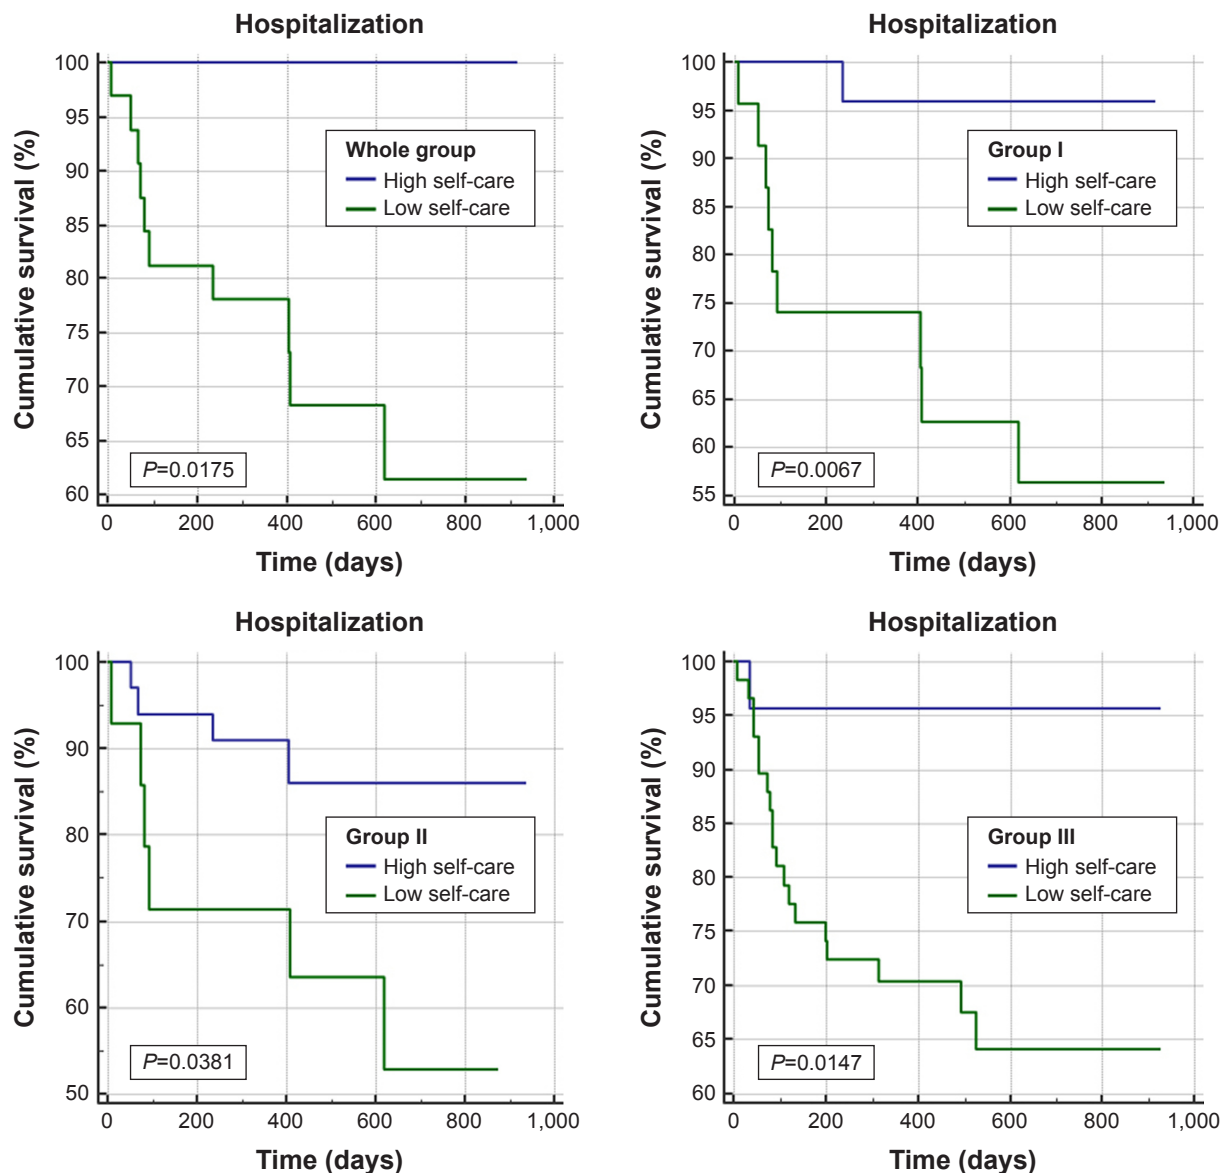 Hospitalization
Cumulative survival (%)
100
95
90
85
80
75
70
65
60
Whole group
High self-care
Low self-care
P=0.0175
0 200 400 600 800 1,000
Time (days)
Hospitalization
Cumulative survival (%)
100
95
90
85
80
75
70
65
60
55
Group I
High self-care
Low self-care
P=0.0067
0 200 400 600 800 1,000
Time (days)
Hospitalization
Cumulative survival (%)
100
90
80
70
60
50
Group II
High self-care
Low self-care
P=0.0381
0 200 400 600 800 1,000
Time (days)
Hospitalization
Cumulative survival (%)
100
95
90
85
80
75
70
65
60
Group III
High self-care
Low self-care
P=0.0147
0 200 400 600 800 1,000
Time (days)